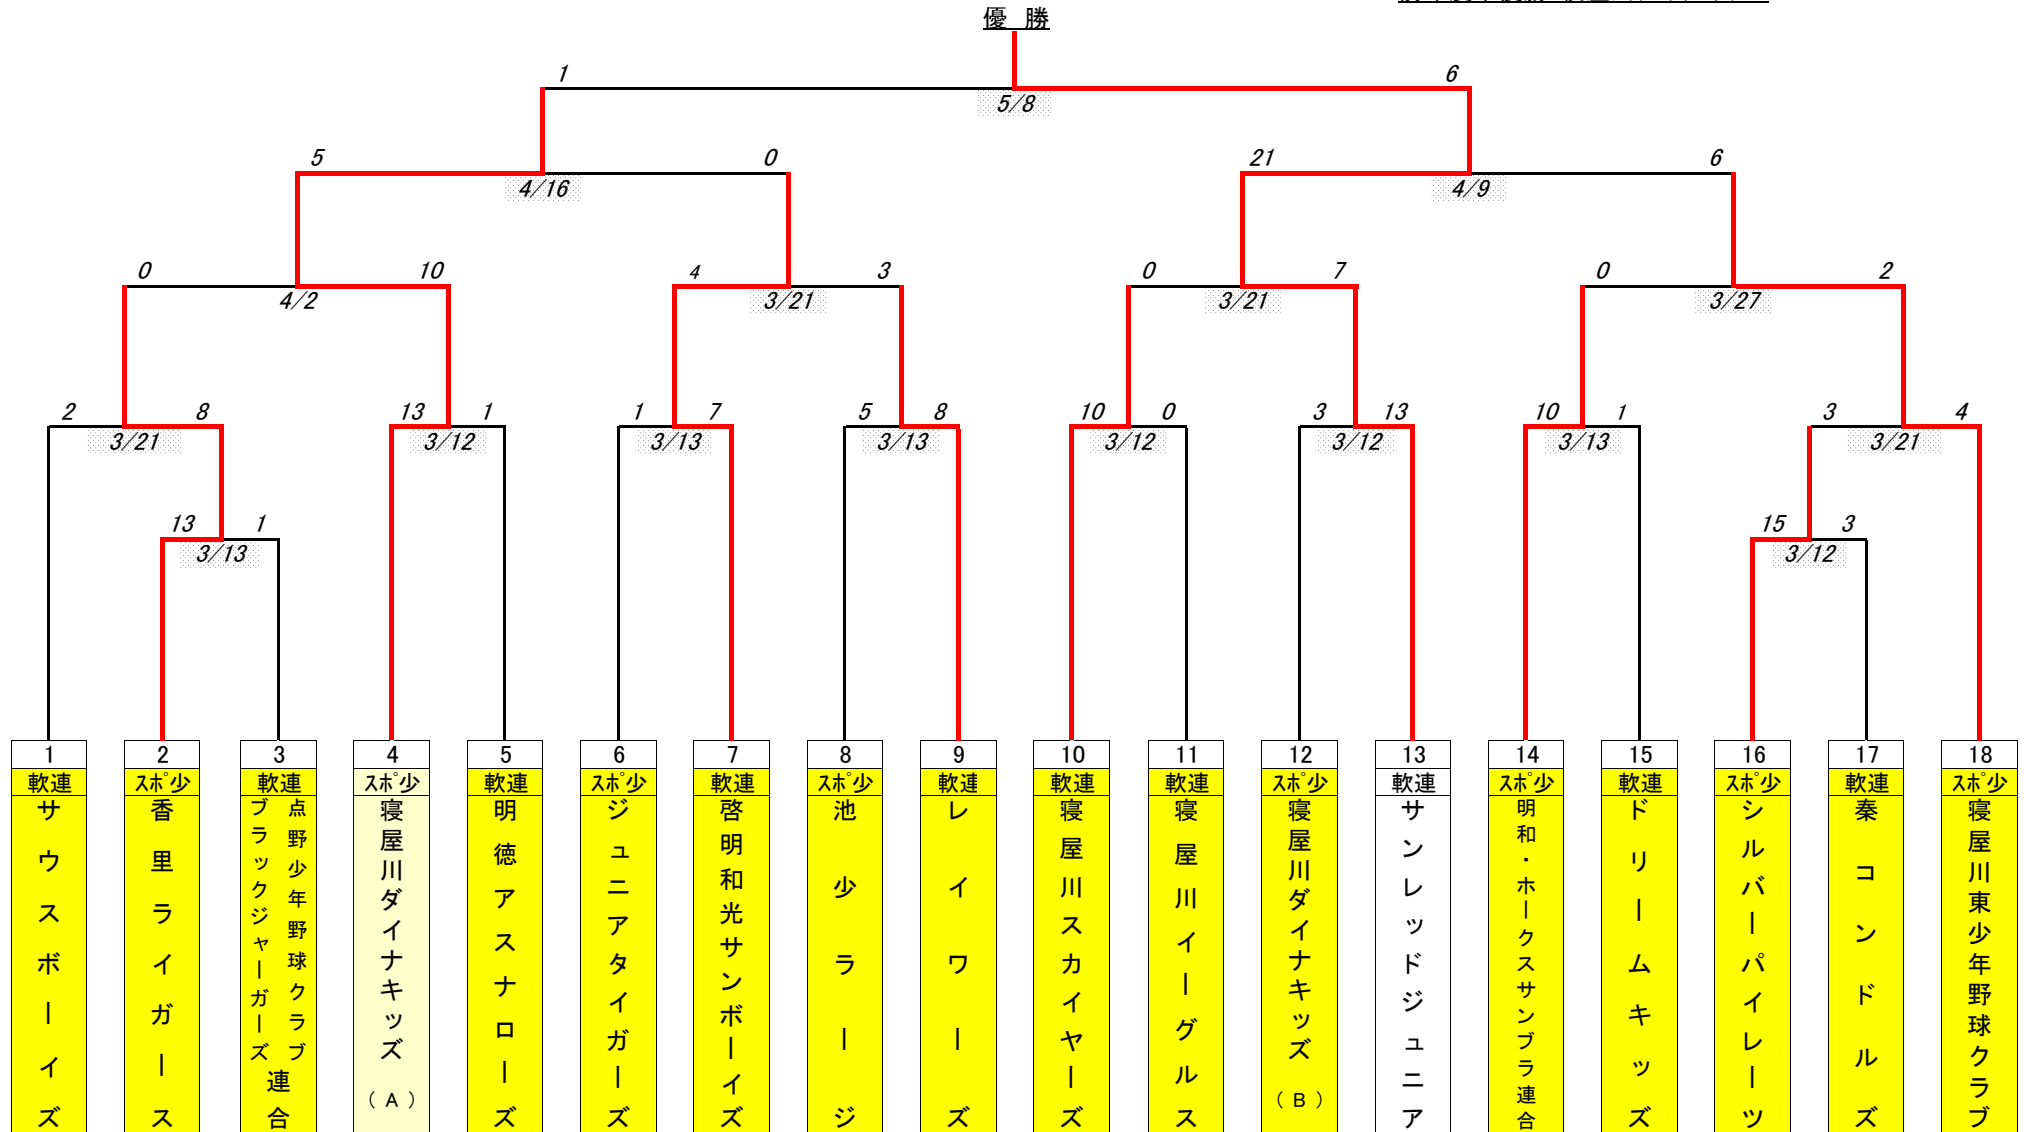 優 勝
1 6
5/8
5 0 21 6
4/16 4/9
0 10 4 3 0 7 0 2
4/2 3/21 3/21 3/27
2 8 13 1 1 7 5 8 10 0 3 13 10 1 3 4
3/21 3/12 3/13 3/13 3/12 3/12 3/13 3/21
13 1 15 3
3/13 3/12
1 軟連 サウスボーイズ
2 スポ少 香里ライガース
3 軟連 点野少年野球クラブ
ブラックジャーガーズ
連合
4 スポ少 寝屋川ダイナキッズ(A)
5 軟連 明徳アスナローズ
6 スポ少 ジュニアタイガーズ
7 軟連 啓明和光サンボーイズ
8 スポ少 池少ラージ
9 軟連 レイワーズ
10 軟連 寝屋川スカイヤーズ
11 軟連 寝屋川イーグルス
12 スポ少 寝屋川ダイナキッズ(B)
13 軟連 サンレッドジュニア
14 スポ少 明和・ホークスサンブラ連合
15 軟連 ドリームキッズ
16 スポ少 シルバーパイレーツ
17 軟連 秦コンドルズ
18 スポ少 寝屋川東少年野球クラブ